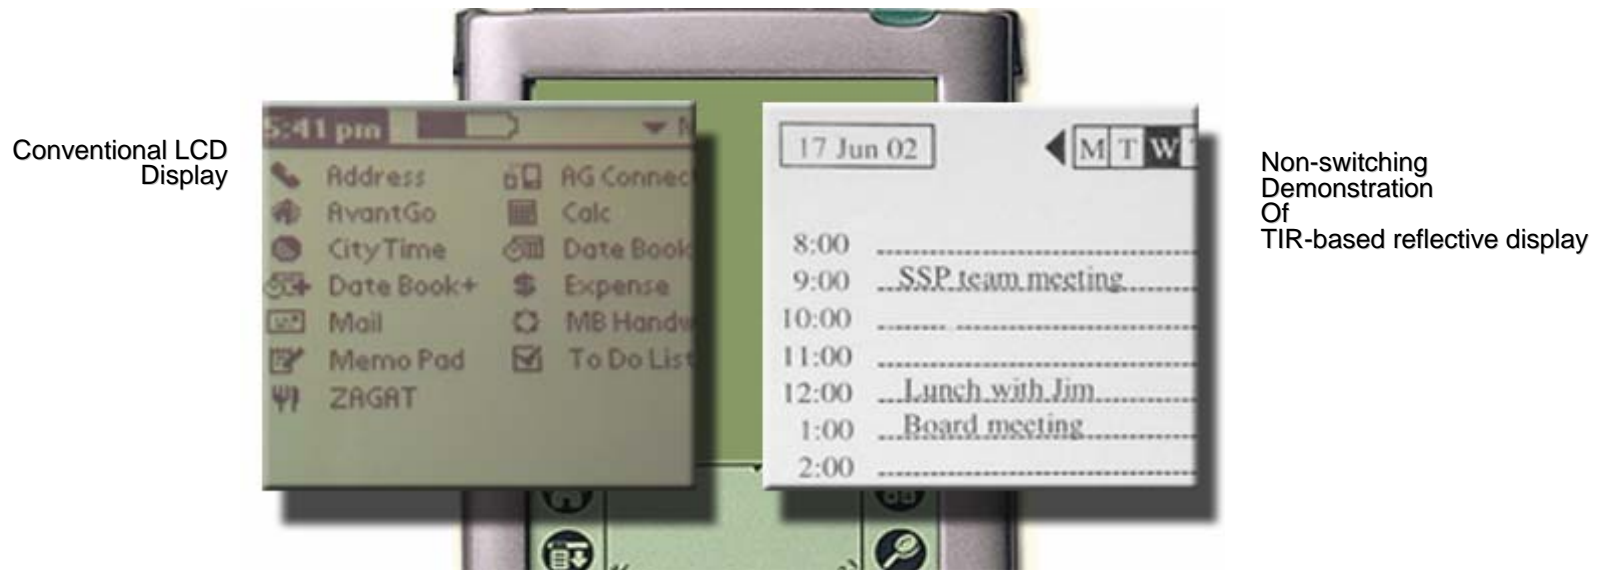 Conventional LCD
Display
5:41 pm
Address
AG Connec
AvantGo
Calc
CityTime
Date Book
Date Book+
Expense
Mail
MB Handw
Memo Pad
To Do List
ZAGAT
17 Jun 02
M T W
8:00
9:00 SSP team meeting
10:00
11:00
12:00 Lunch with Jim
1:00 Board meeting
2:00
Non-switching
Demonstration
Of
TIR-based reflective display